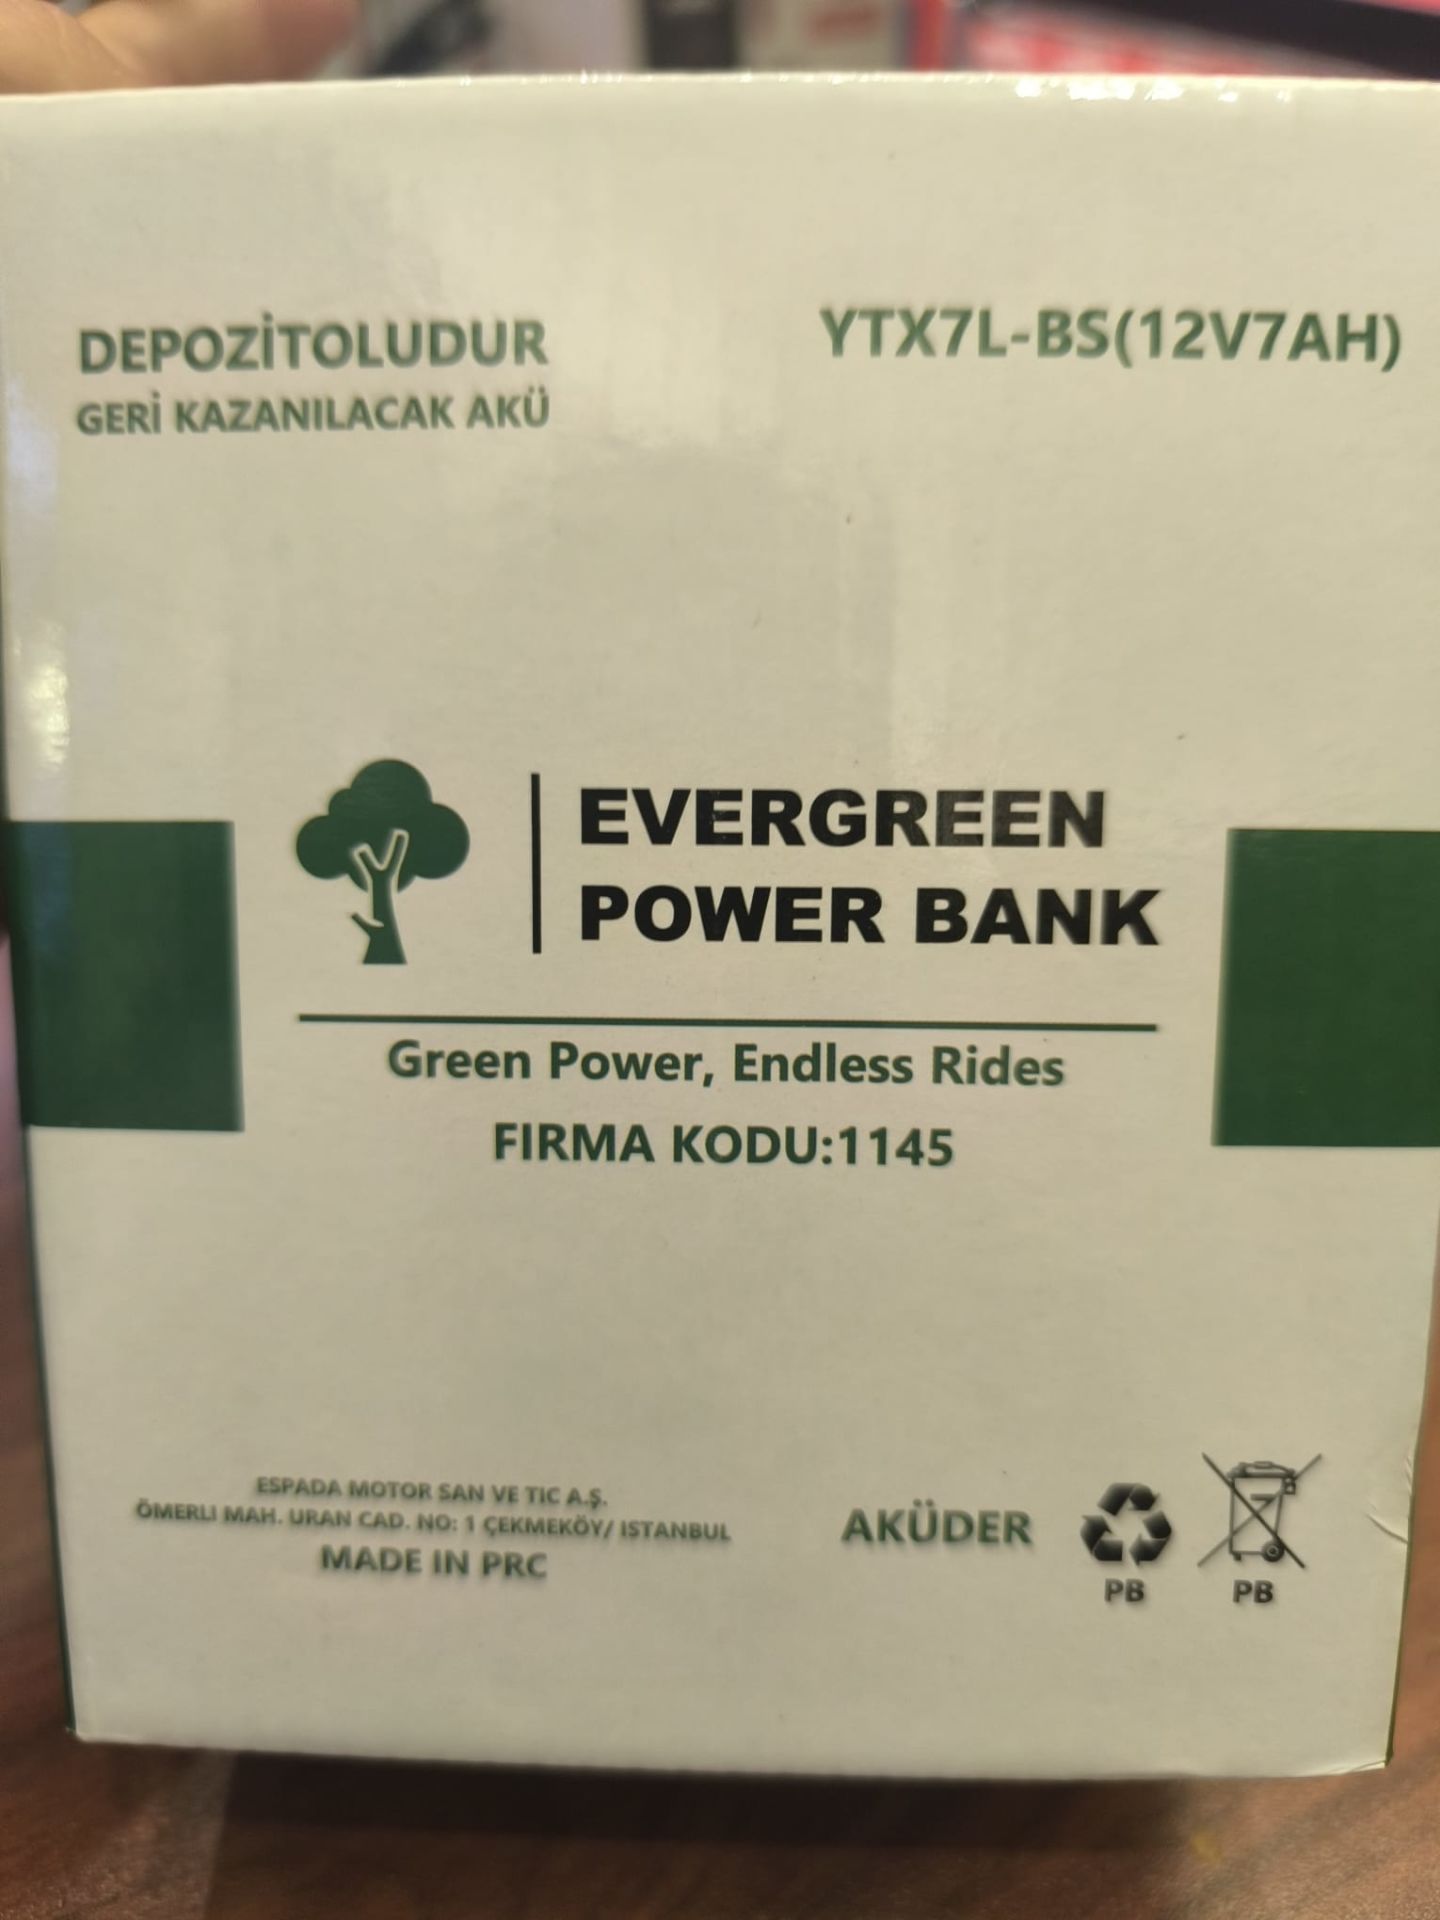 DEPOZİTOLUDUR
GERİ KAZANILACAK AKÜ
YTX7L-BS(12V7AH)
EVERGREEN
POWER BANK
Green Power, Endless Rides
FIRMA KODU:1145
ESPADA MOTOR SAN VE TIC A.Ş.
ÖMERLI MAH. URAN CAD. NO: 1 ÇEKMEKÖY/ ISTANBUL
MADE IN PRC
AKÜDER
PB
PB